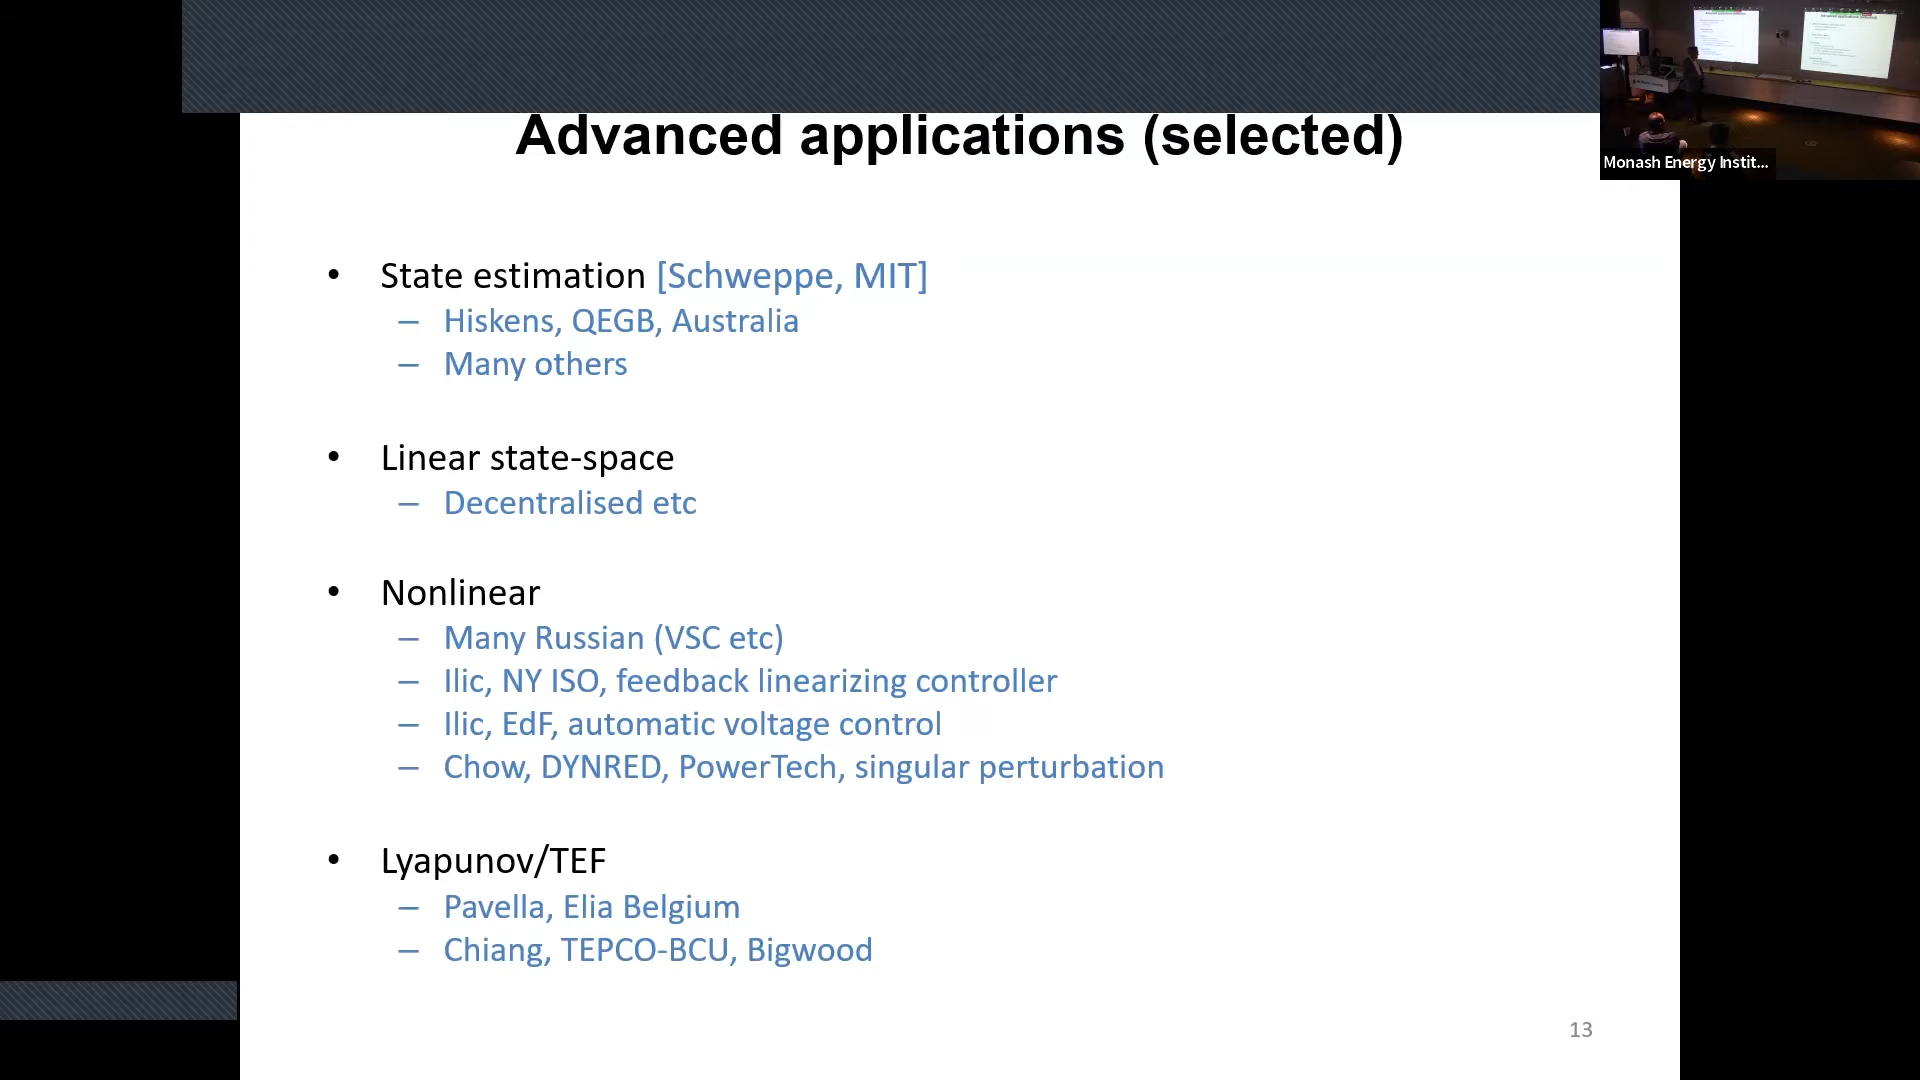 Advanced applications (selected)
Monash Energy Instit...
• State estimation [Schweppe, MIT]
– Hiskens, QEGB, Australia
– Many others
• Linear state-space
– Decentralised etc
• Nonlinear
– Many Russian (VSC etc)
– Ilic, NY ISO, feedback linearizing controller
– Ilic, EdF, automatic voltage control
– Chow, DYNRED, PowerTech, singular perturbation
• Lyapunov/TEF
– Pavella, Elia Belgium
– Chiang, TEPCO-BCU, Bigwood
13